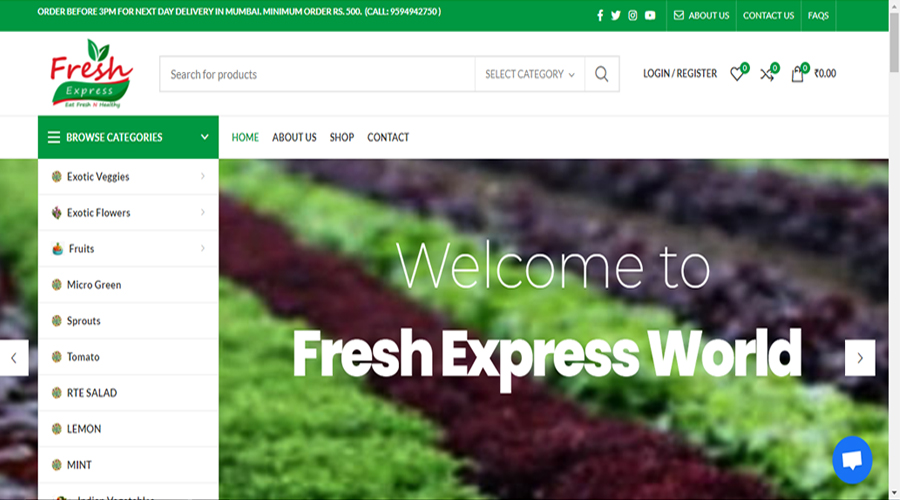 ORDER BEFORE 3PM FOR NEXT DAY DELIVERY IN MUMBAI. MINIMUM ORDER RS. 500. (CALL: 9594942750 )
ABOUT US
CONTACT US
FAQS
Fresh
Express
Eat Fresh N Healthy
Search for products
SELECT CATEGORY
LOGIN / REGISTER
0
0
0
₹0.00
BROWSE CATEGORIES
HOME
ABOUT US
SHOP
CONTACT
Exotic Veggies
Exotic Flowers
Fruits
Micro Green
Sprouts
Tomato
RTE SALAD
LEMON
MINT
Indian Vegetables
Welcome to
Fresh Express World